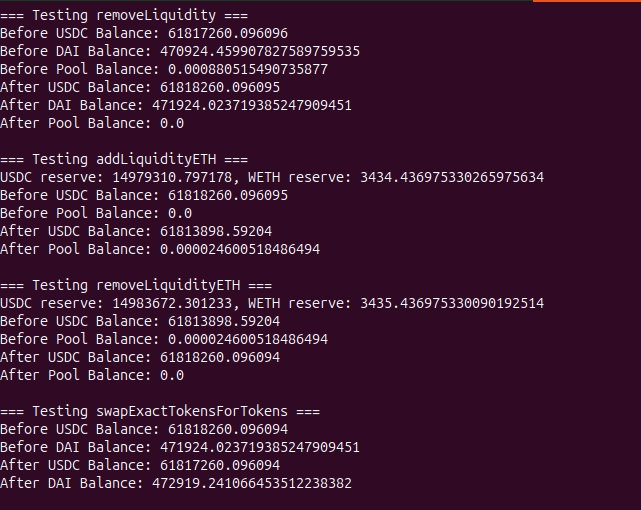 === Testing removeLiquidity ===
Before USDC Balance: 61817260.096096
Before DAI Balance: 470924.459907827589759535
Before Pool Balance: 0.000880515490735877
After USDC Balance: 61818260.096095
After DAI Balance: 471924.023719385247909451
After Pool Balance: 0.0
=== Testing addLiquidityETH ===
USDC reserve: 14979310.797178, WETH reserve: 3434.436975330265975634
Before USDC Balance: 61818260.096095
Before Pool Balance: 0.0
After USDC Balance: 61813898.59204
After Pool Balance: 0.000024600518486494
=== Testing removeLiquidityETH ===
USDC reserve: 14983672.301233, WETH reserve: 3435.436975330090192514
Before USDC Balance: 61813898.59204
Before Pool Balance: 0.000024600518486494
After USDC Balance: 61818260.096094
After Pool Balance: 0.0
=== Testing swapExactTokensForTokens ===
Before USDC Balance: 61818260.096094
Before DAI Balance: 471924.023719385247909451
After USDC Balance: 61817260.096094
After DAI Balance: 472919.241066453512238382